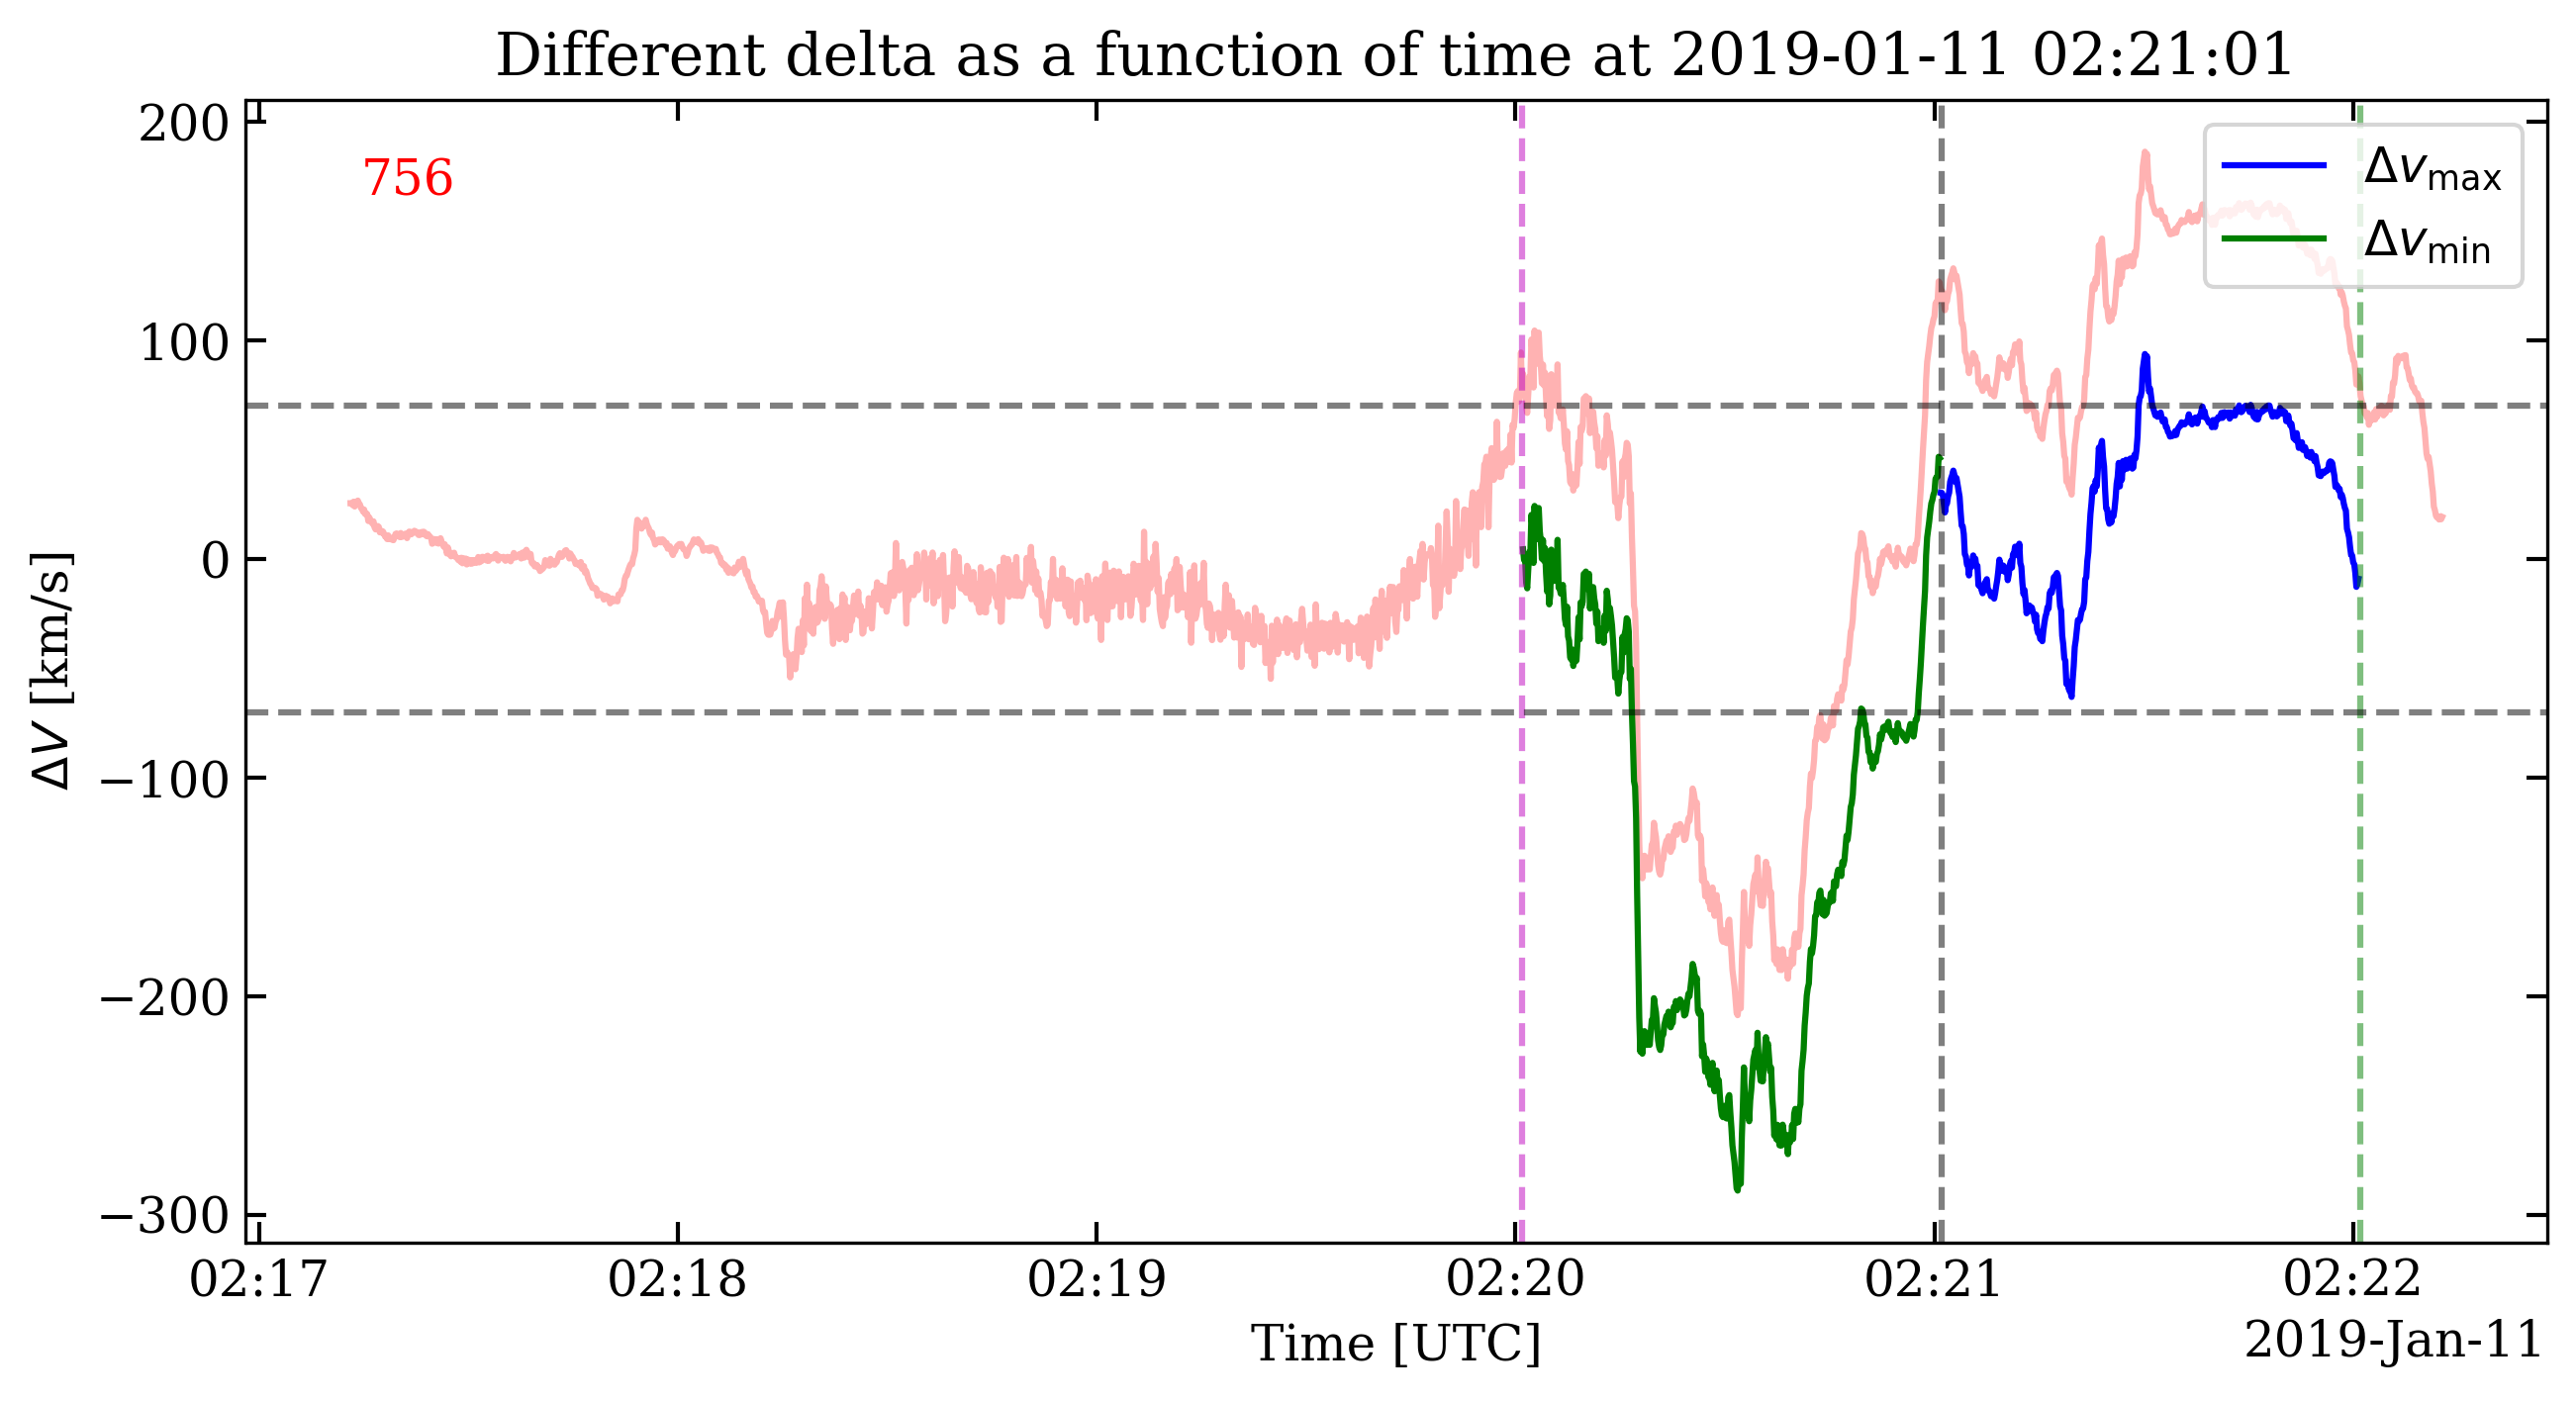 Different delta as a function of time at 2019-01-11 02:21:01
200
100
0
−100
−200
−300
ΔV [km/s]
756
Δv_max
Δv_min
02:17 02:18 02:19 02:20 02:21 02:22
Time [UTC]
2019-Jan-11